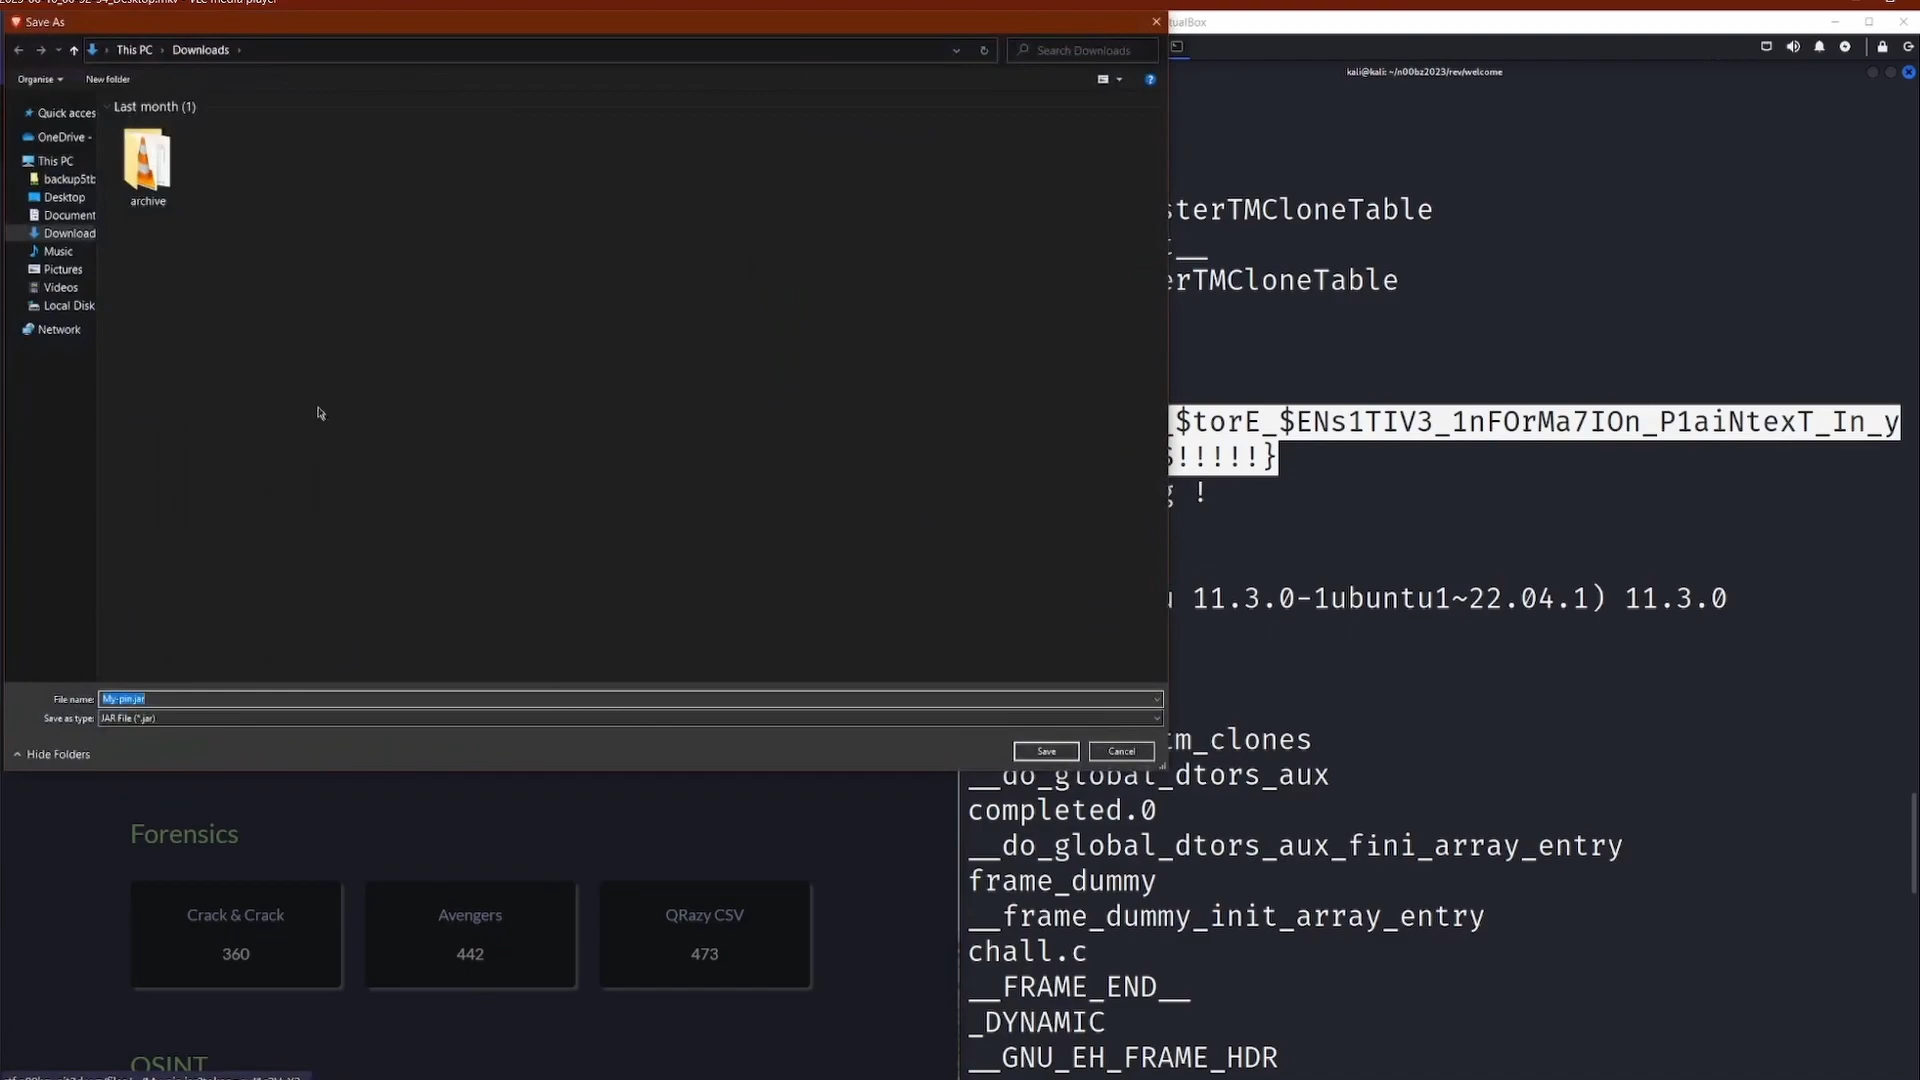 Save As
tualBox
This PC
Downloads
Search Downloads
Organise
New folder
kali@kali: ~/n00bz2023/rev/welcome
Last month (1)
archive
Quick acces
OneDrive -
This PC
backup5tb
Desktop
Document
Download
Music
Pictures
Videos
Local Disk
Network
sterTMCloneTable
__
erTMCloneTable
_$torE_$ENs1TIV3_1nFOrMa7IOn_P1aiNtexT_In_y
!!!!!}
g !
11.3.0-1ubuntu1~22.04.1) 11.3.0
File name:
My-pin.jar
Save as type:
JAR File (*.jar)
Hide Folders
Save
Cancel
tm_clones
__do_global_dtors_aux
completed.0
__do_global_dtors_aux_fini_array_entry
frame_dummy
__frame_dummy_init_array_entry
chall.c
__FRAME_END__
_DYNAMIC
__GNU_EH_FRAME_HDR
Forensics
Crack & Crack
360
Avengers
442
QRazy CSV
473
OSINT